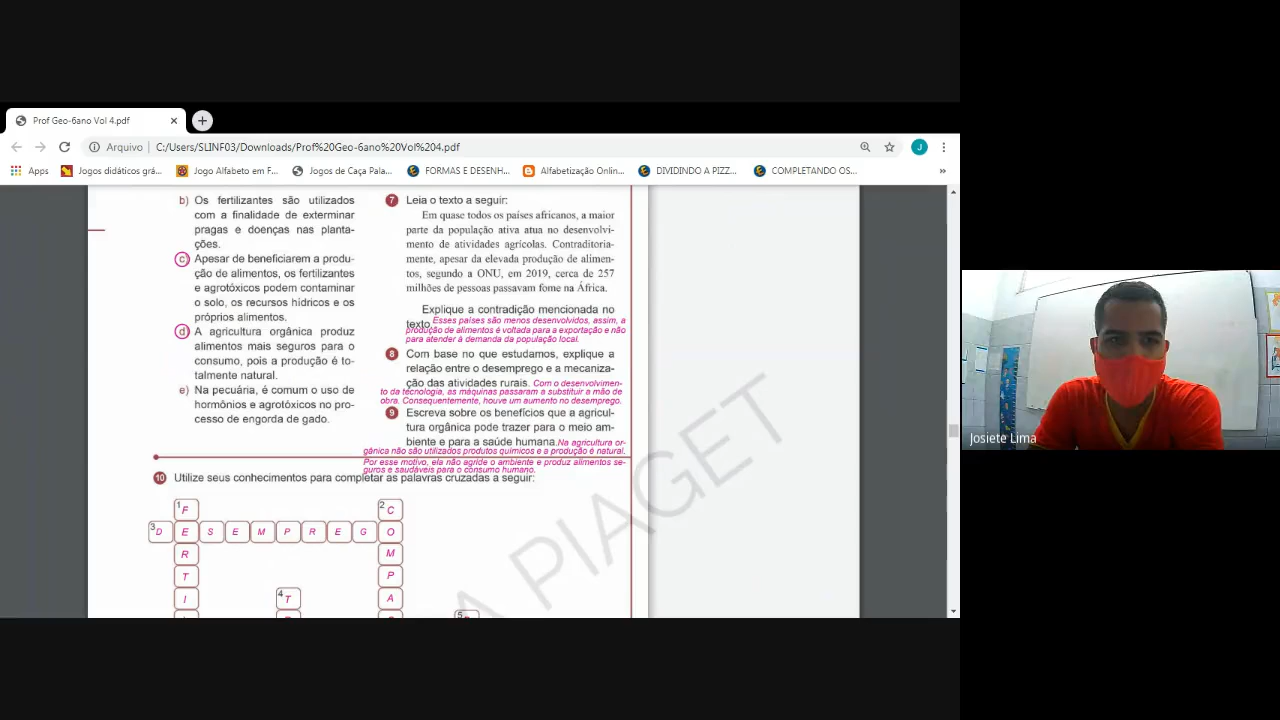 Prof Geo-6ano Vol 4.pdf
Arquivo
C:/Users/SLINF03/Downloads/Prof%20Geo-6ano%20Vol%204.pdf
J
Apps
Jogos didáticos grá...
Jogo Alfabeto em F...
Jogos de Caça Pala...
FORMAS E DESENH...
Alfabetização Onlin...
DIVIDINDO A PIZZ...
COMPLETANDO OS...
»
b) Os fertilizantes são utilizados
com a finalidade de exterminar
pragas e doenças nas planta-
ções.
c) Apesar de beneficiarem a produ-
ção de alimentos, os fertilizantes
e agrotóxicos podem contaminar
o solo, os recursos hídricos e os
próprios alimentos.
d) A agricultura orgânica produz
alimentos mais seguros para o
consumo, pois a produção é to-
talmente natural.
e) Na pecuária, é comum o uso de
hormônios e agrotóxicos no pro-
cesso de engorda de gado.
7 Leia o texto a seguir:
Em quase todos os países africanos, a maior
parte da população ativa atua no desenvolvi-
mento de atividades agrícolas. Contraditoria-
mente, apesar da elevada produção de alimen-
tos, segundo a ONU, em 2019, cerca de 257
milhões de pessoas passavam fome na África.
Explique a contradição mencionada no
texto. Esses países são menos desenvolvidos, assim, a
produção de alimentos é voltada para a exportação e não
para atender à demanda da população local.
8 Com base no que estudamos, explique a
relação entre o desemprego e a mecaniza-
ção das atividades rurais. Com o desenvolvimen-
to da tecnologia, as máquinas passaram a substituir a mão de
obra. Consequentemente, houve um aumento no desemprego.
9 Escreva sobre os benefícios que a agricul-
tura orgânica pode trazer para o meio am-
biente e para a saúde humana. Na agricultura or-
gânica não são utilizados produtos químicos e a produção é natural.
Por esse motivo, ela não agride o ambiente e produz alimentos se-
guros e saudáveis para o consumo humano.
10 Utilize seus conhecimentos para completar as palavras cruzadas a seguir:
1 F 2 C
3 D E S E M P R E G O
R M
T P
I 4 T A
5
A PIAGET
Josiete Lima